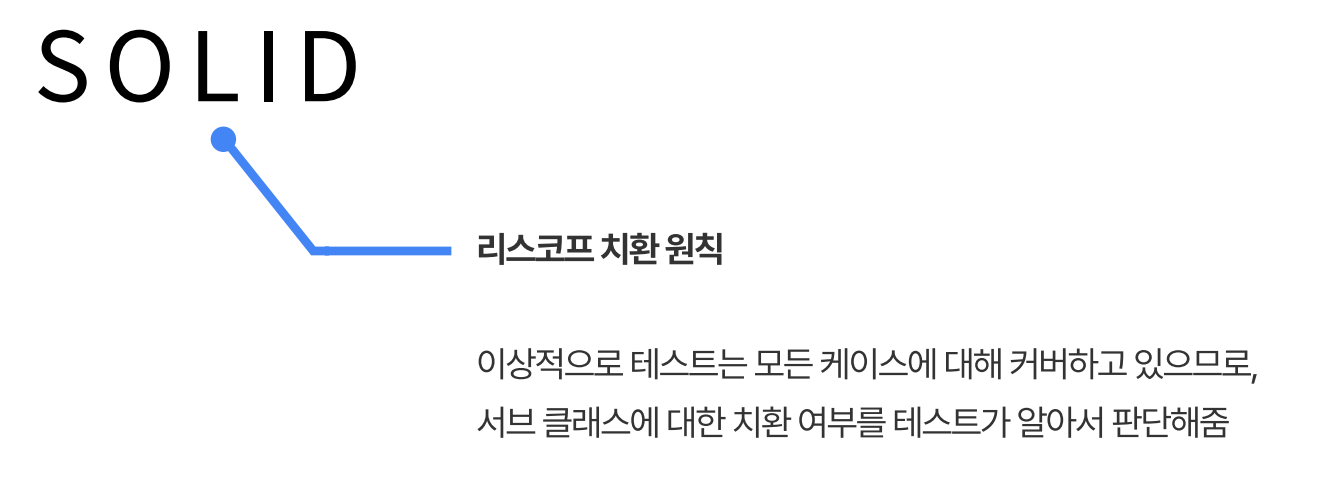 SOLID
리스코프 치환 원칙
이상적으로 테스트는 모든 케이스에 대해 커버하고 있으므로,
서브 클래스에 대한 치환 여부를 테스트가 알아서 판단해줌